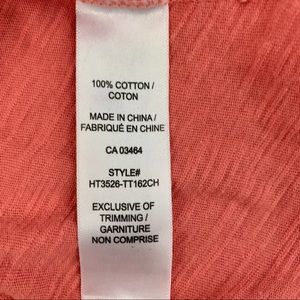 100% COTTON /
COTON
MADE IN CHINA /
FABRIQUÉ EN CHINE
CA 03464
STYLE#
HT3526-TT162CH
EXCLUSIVE OF
TRIMMING /
GARNITURE
NON COMPRISE